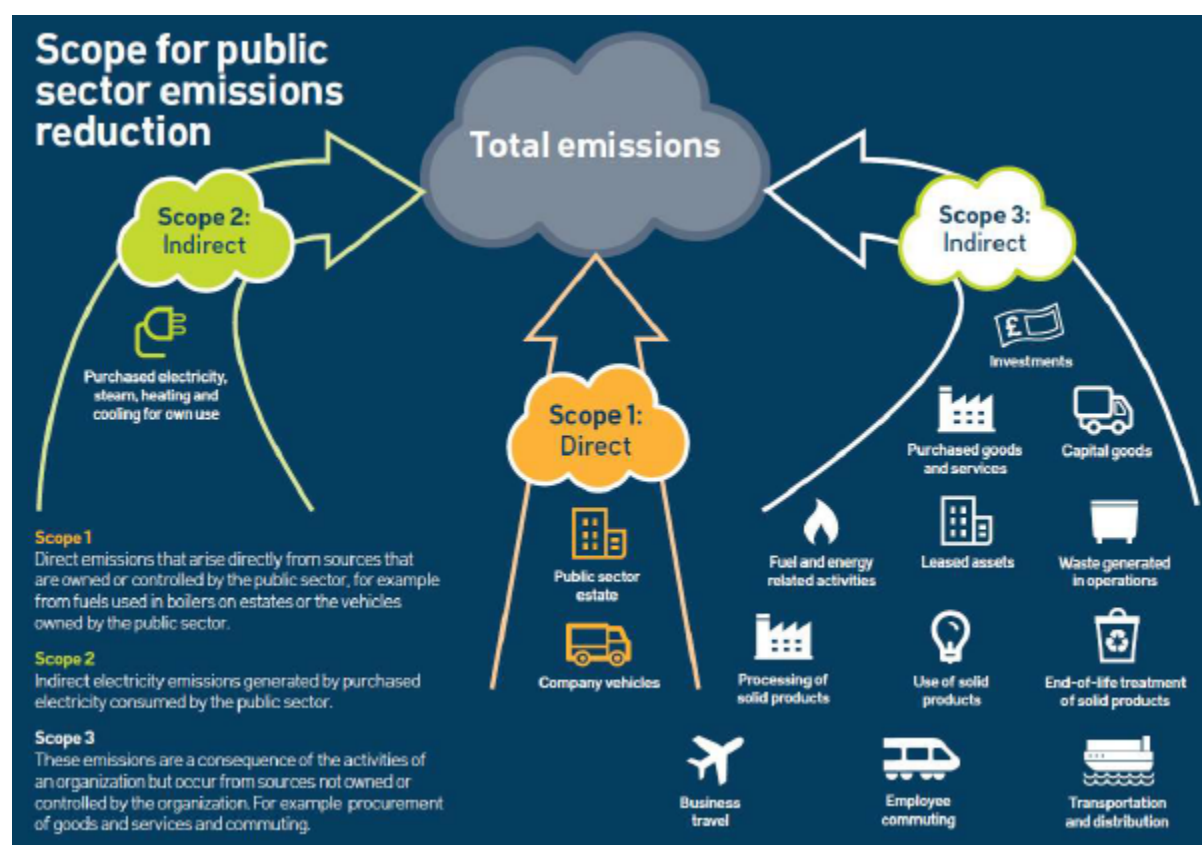 Scope for public
sector emissions
reduction
Total emissions
Scope 2:
Indirect
Purchased electricity,
steam, heating and
cooling for own use
Scope 1:
Direct
Public sector
estate
Company vehicles
Scope 3:
Indirect
£
Investments
Purchased goods
and services
Capital goods
Fuel and energy
related activities
Leased assets
Waste generated
in operations
Processing of
solid products
Use of solid
products
End-of-life treatment
of solid products
Business
travel
Employee
commuting
Transportation
and distribution
Scope 1
Direct emissions that arise directly from sources that
are owned or controlled by the public sector, for example
from fuels used in boilers on estates or the vehicles
owned by the public sector.
Scope 2
Indirect electricity emissions generated by purchased
electricity consumed by the public sector.
Scope 3
These emissions are a consequence of the activities of
an organization but occur from sources not owned or
controlled by the organization. For example procurement
of goods and services and commuting.